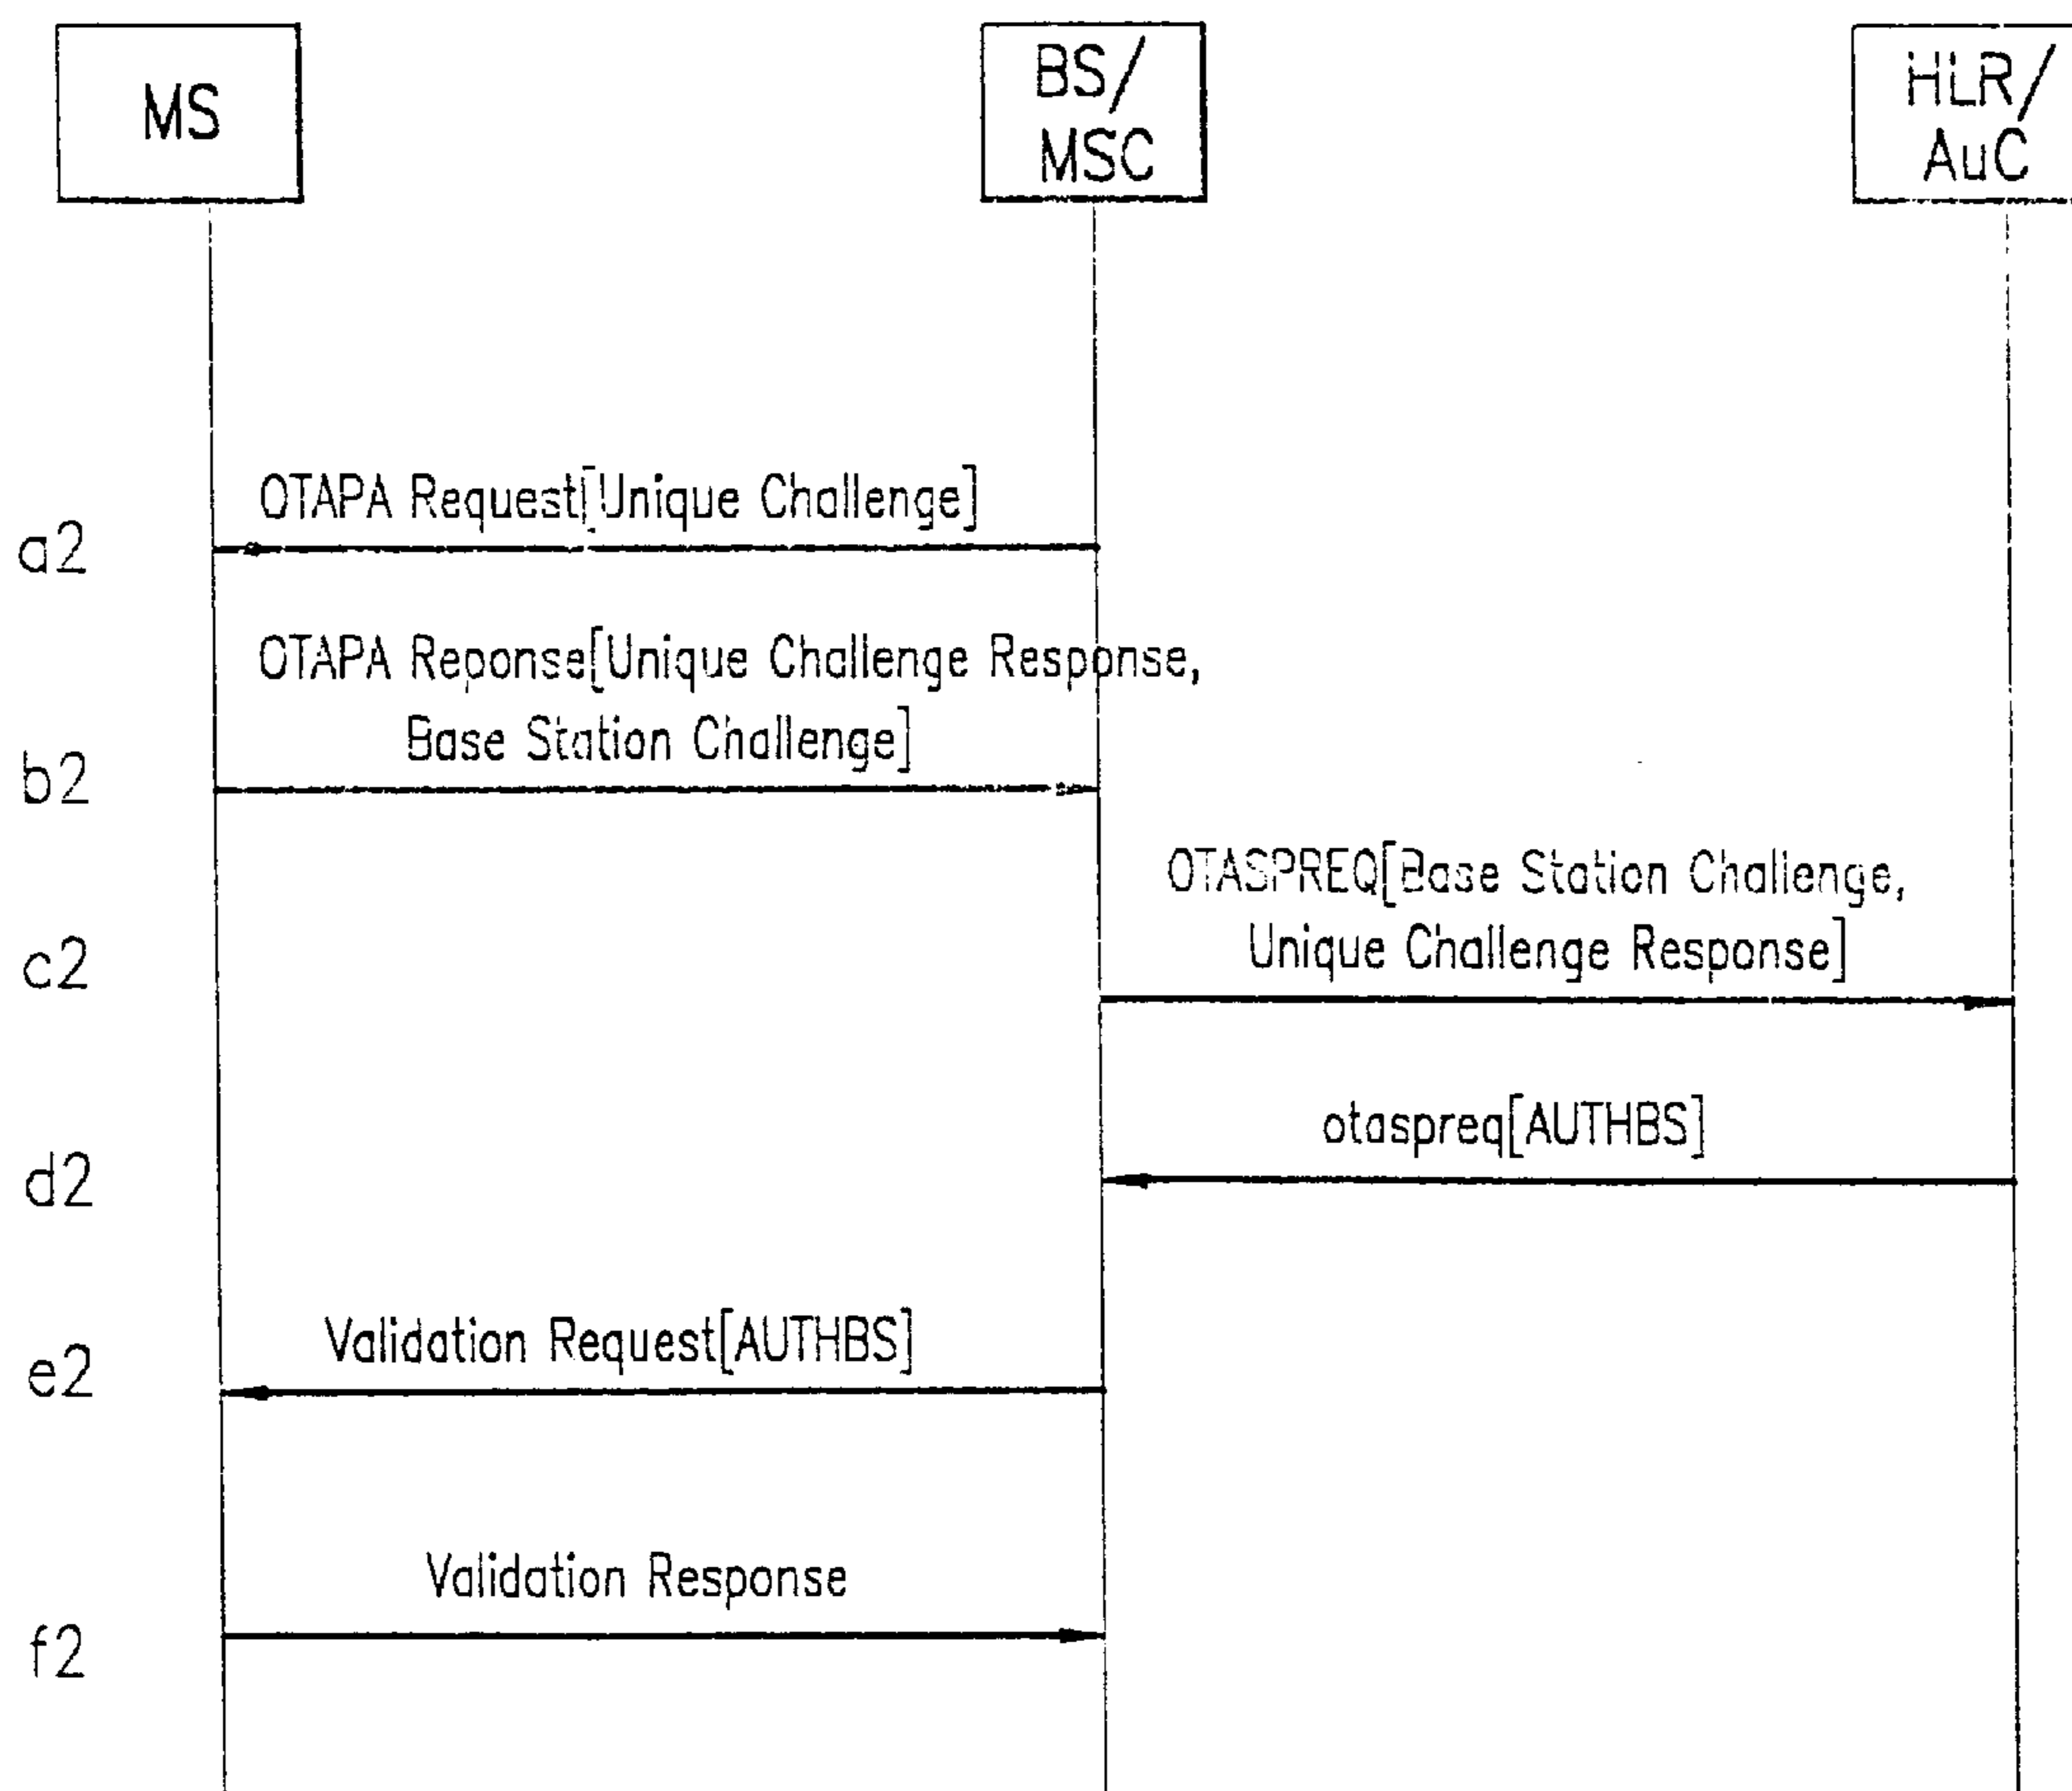 MS
BS/
MSC
HLR/
AuC
OTAPA Request[Unique Challenge]
a2
OTAPA Reponse[Unique Challenge Response,
Base Station Challenge]
b2
OTASPREQ[Base Station Challenge,
Unique Challenge Response]
c2
otaspreq[AUTHBS]
d2
Validation Request[AUTHBS]
e2
Validation Response
f2